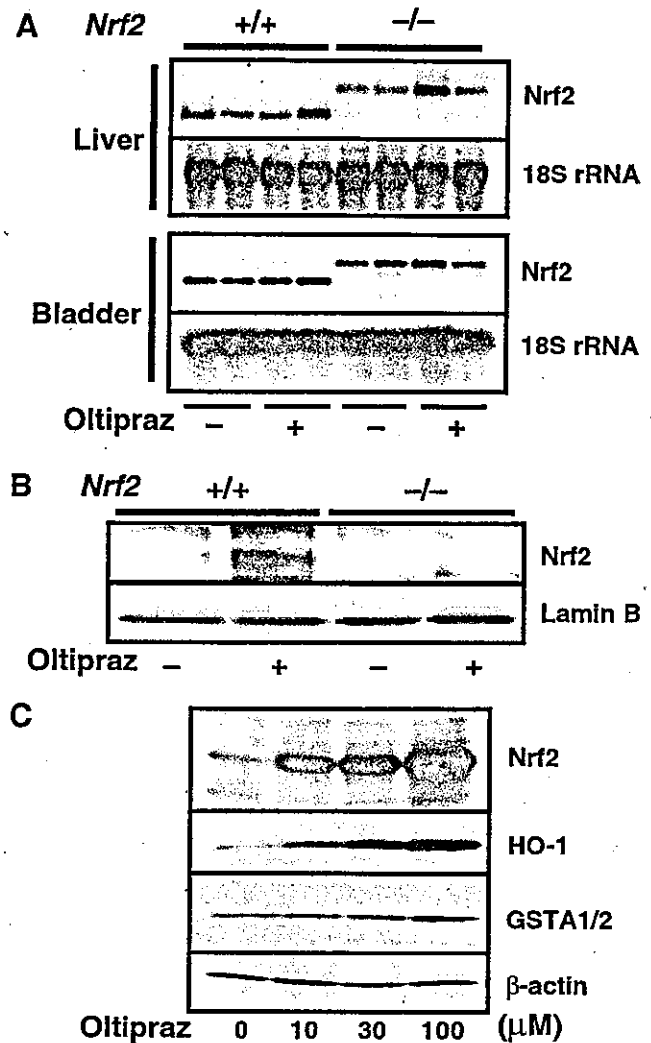 A Nrf2 +/+ −/−
Liver
Nrf2
18S rRNA
Bladder
Nrf2
18S rRNA
Oltipraz − + − +
B Nrf2 +/+ −/−
Nrf2
Lamin B
Oltipraz − + − +
C
Nrf2
HO-1
GSTA1/2
β-actin
Oltipraz 0 10 30 100 (μM)